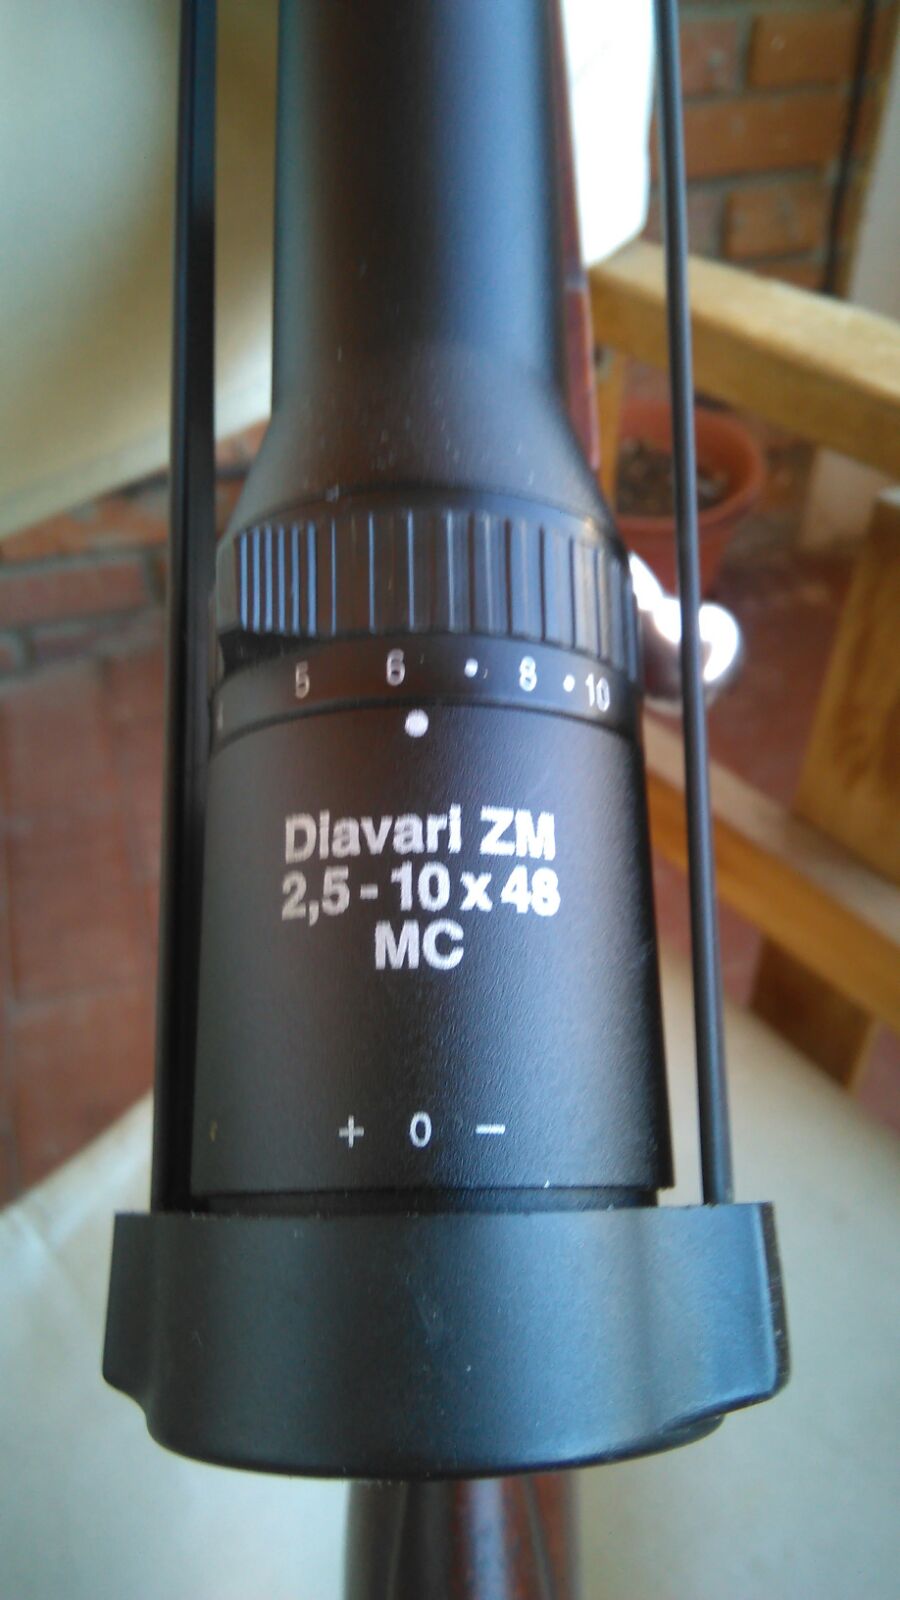 5 6 • 8 • 10
Diavari ZM
2,5 - 10 x 48
MC
+ 0 −